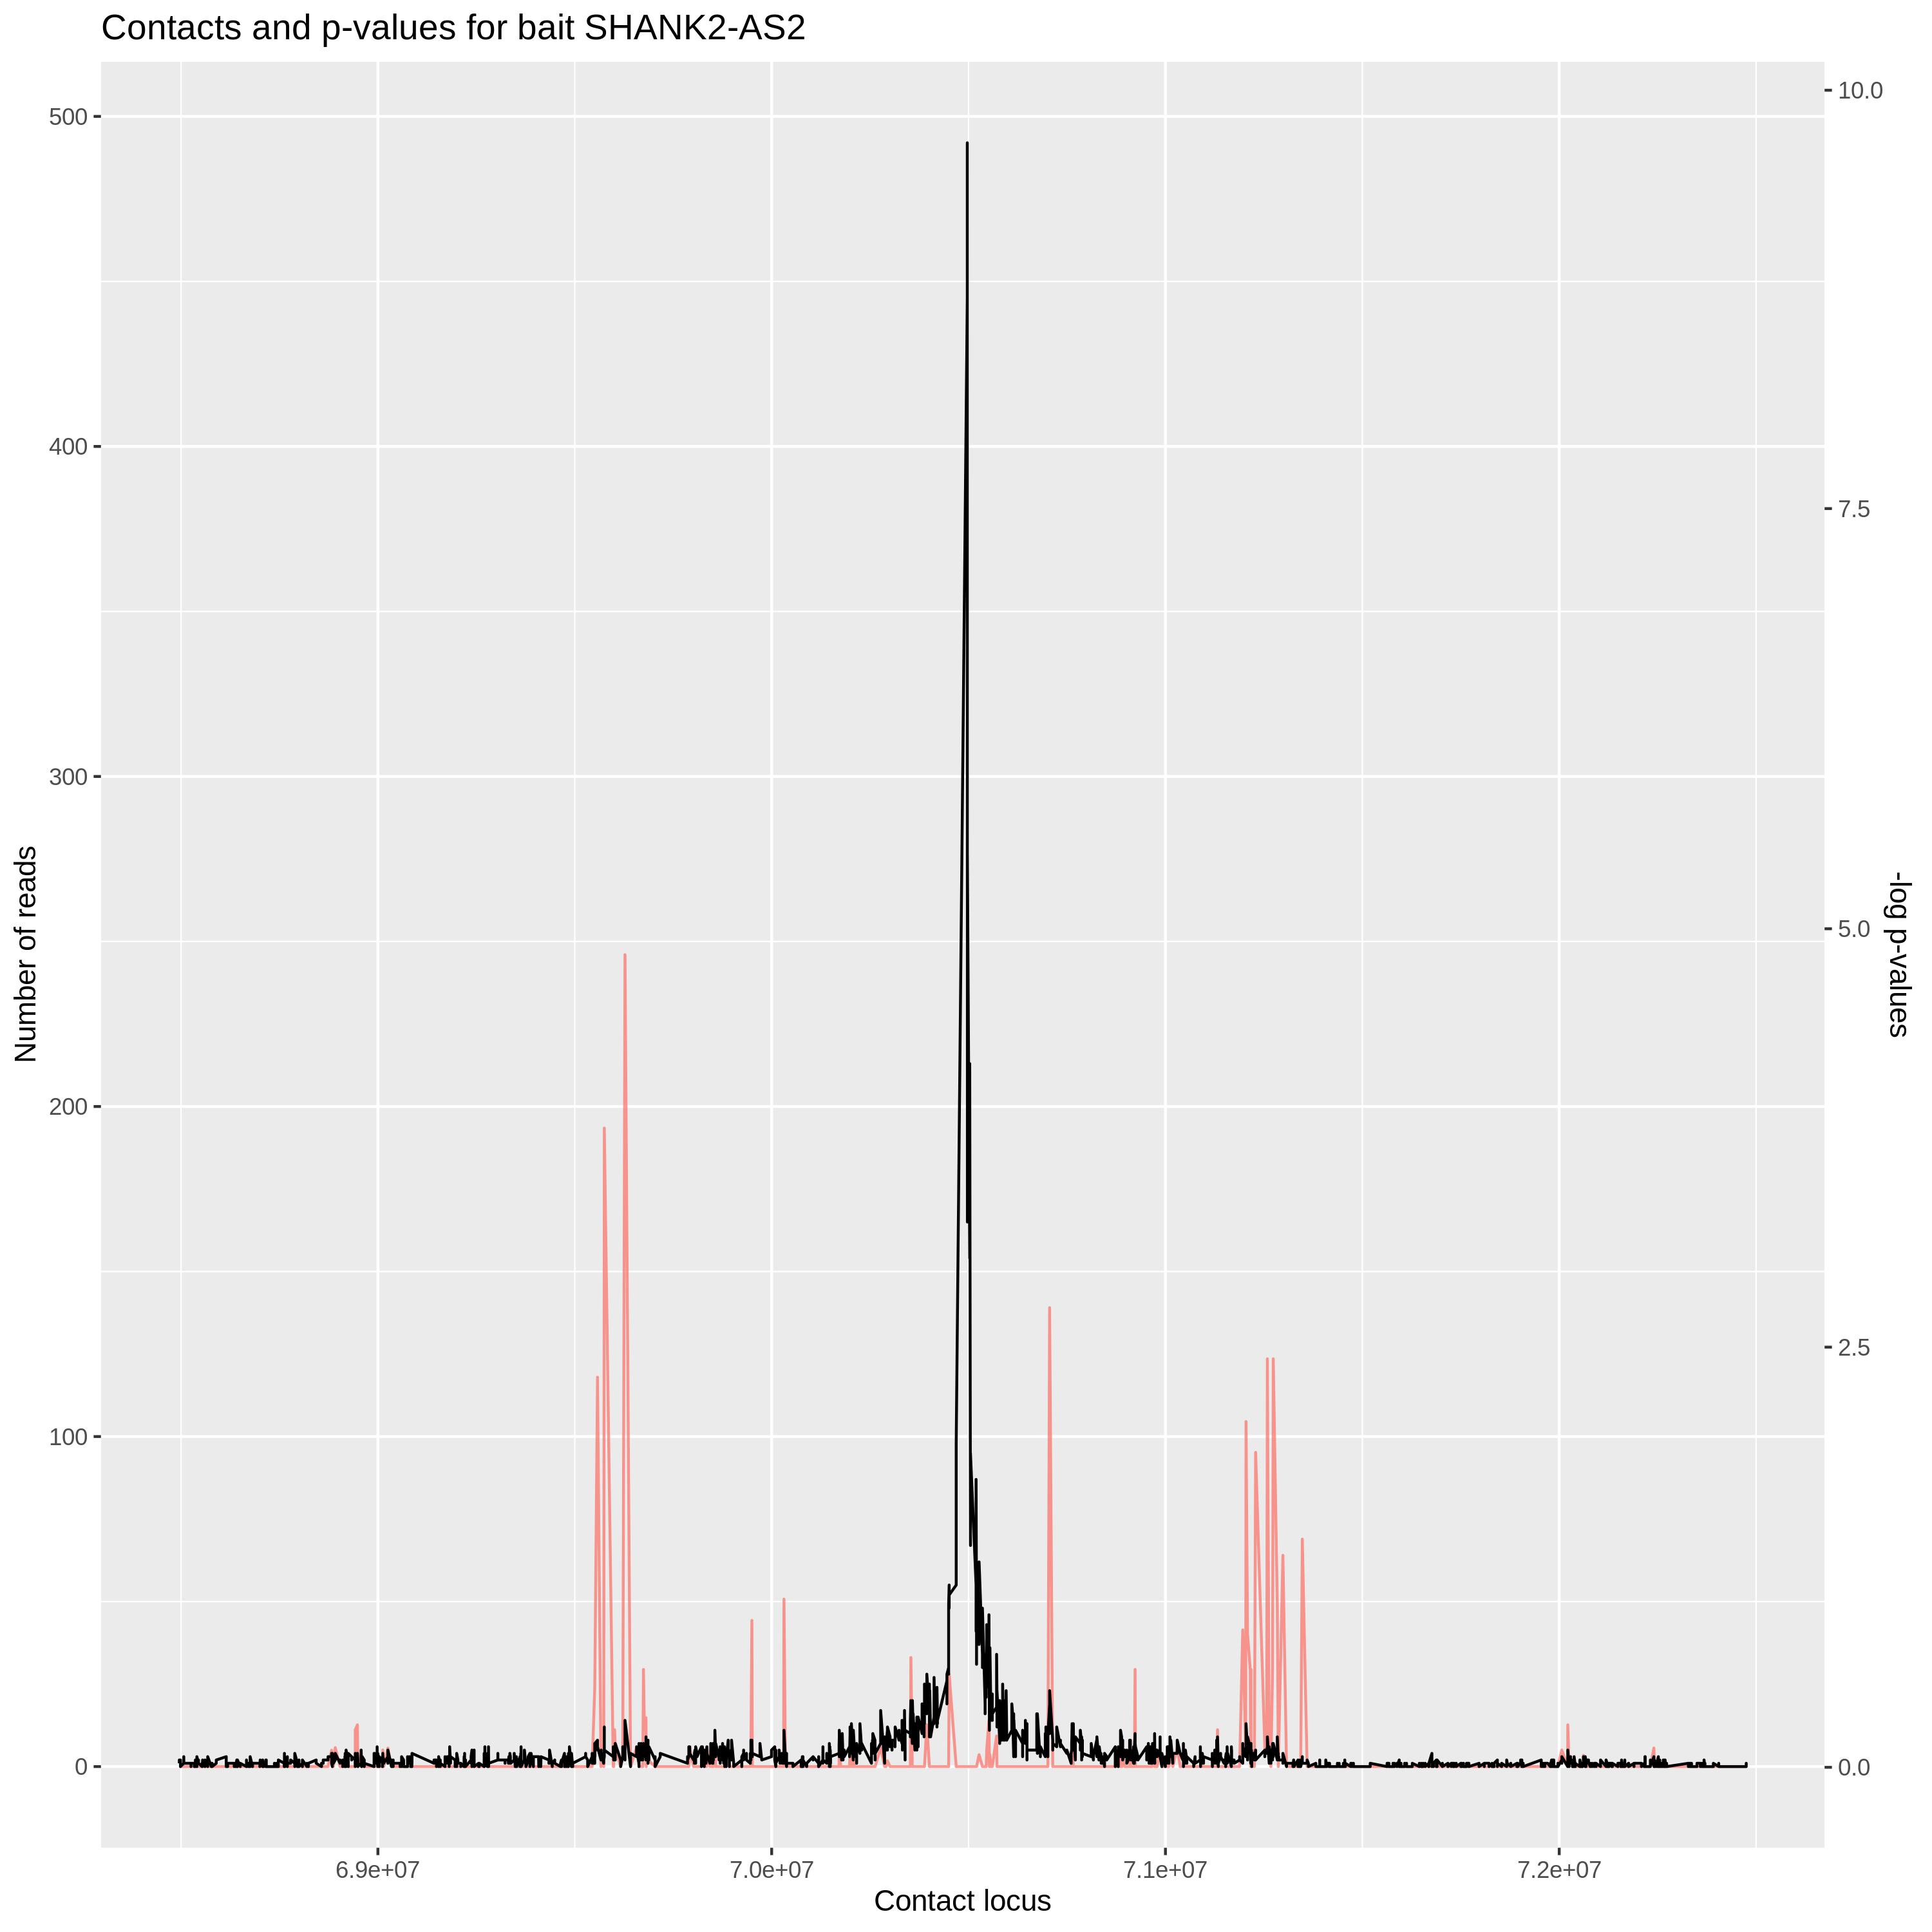 Contacts and p-values for bait SHANK2-AS2
500
400
300
200
100
0
Number of reads
10.0
7.5
5.0
2.5
0.0
-log p-values
6.9e+07
7.0e+07
7.1e+07
7.2e+07
Contact locus